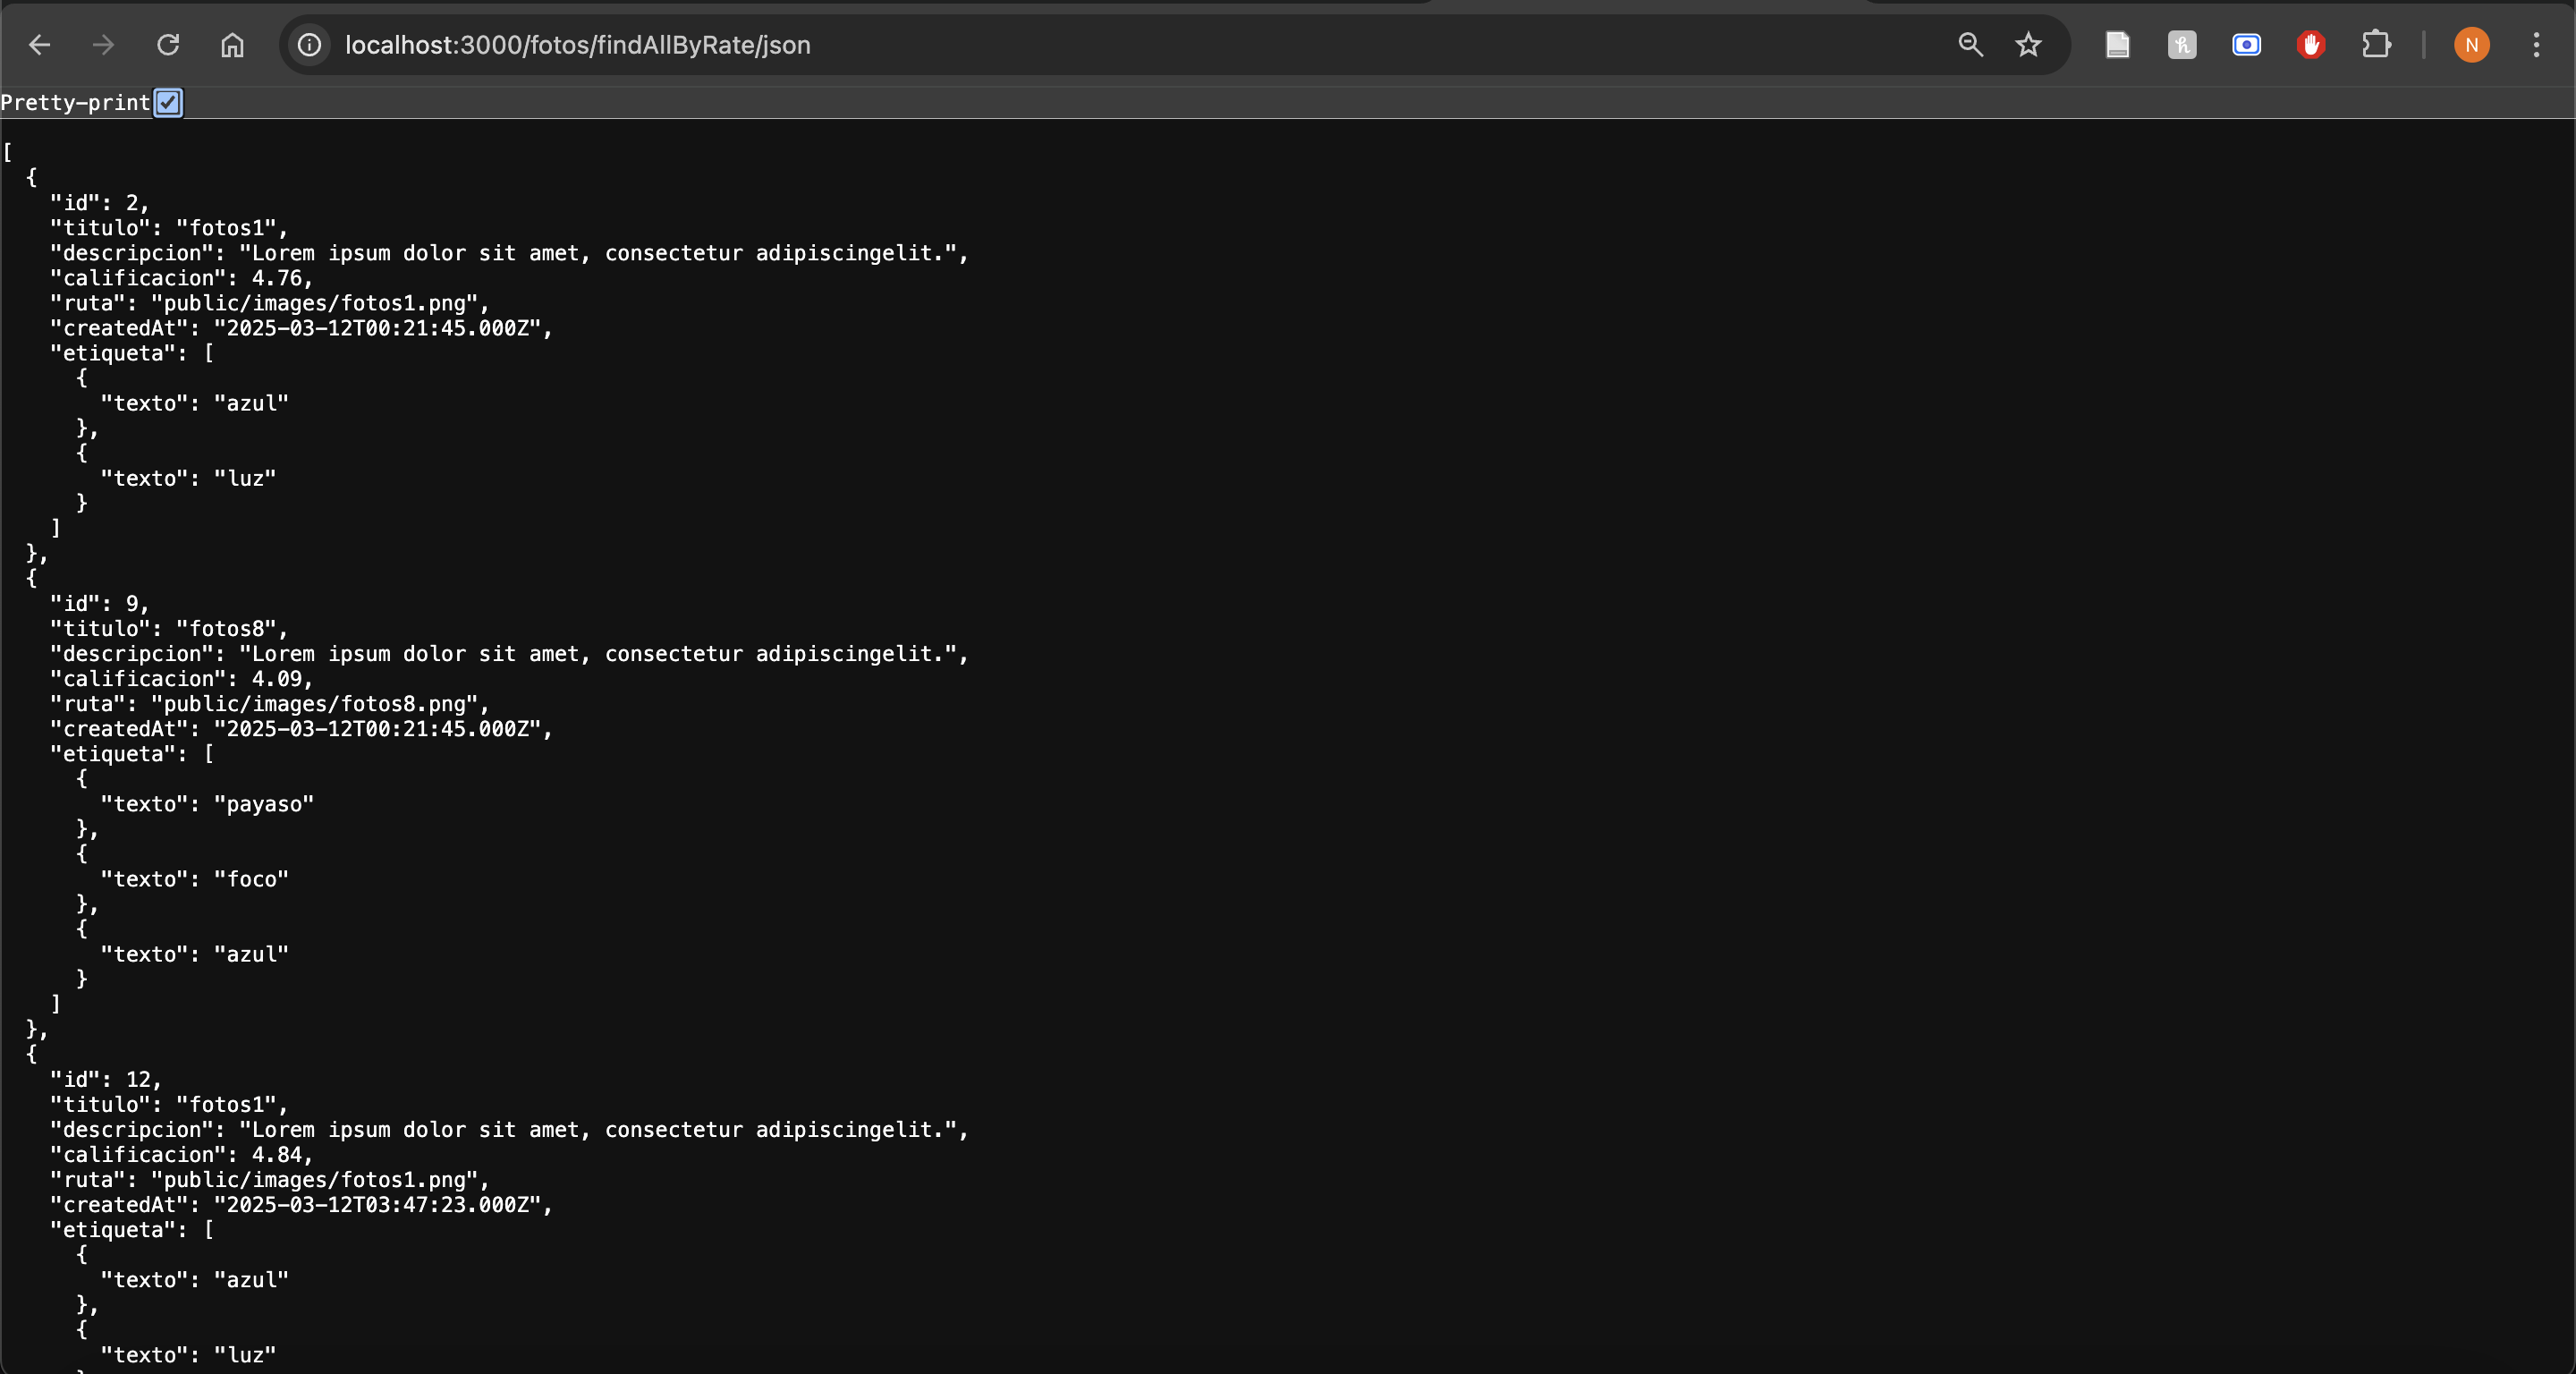 localhost:3000/fotos/findAllByRate/json
N
Pretty-print
[
  {
    "id": 2,
    "titulo": "fotos1",
    "descripcion": "Lorem ipsum dolor sit amet, consectetur adipiscingelit.",
    "calificacion": 4.76,
    "ruta": "public/images/fotos1.png",
    "createdAt": "2025-03-12T00:21:45.000Z",
    "etiqueta": [
      {
        "texto": "azul"
      },
      {
        "texto": "luz"
      }
    ]
  },
  {
    "id": 9,
    "titulo": "fotos8",
    "descripcion": "Lorem ipsum dolor sit amet, consectetur adipiscingelit.",
    "calificacion": 4.09,
    "ruta": "public/images/fotos8.png",
    "createdAt": "2025-03-12T00:21:45.000Z",
    "etiqueta": [
      {
        "texto": "payaso"
      },
      {
        "texto": "foco"
      },
      {
        "texto": "azul"
      }
    ]
  },
  {
    "id": 12,
    "titulo": "fotos1",
    "descripcion": "Lorem ipsum dolor sit amet, consectetur adipiscingelit.",
    "calificacion": 4.84,
    "ruta": "public/images/fotos1.png",
    "createdAt": "2025-03-12T03:47:23.000Z",
    "etiqueta": [
      {
        "texto": "azul"
      },
      {
        "texto": "luz"